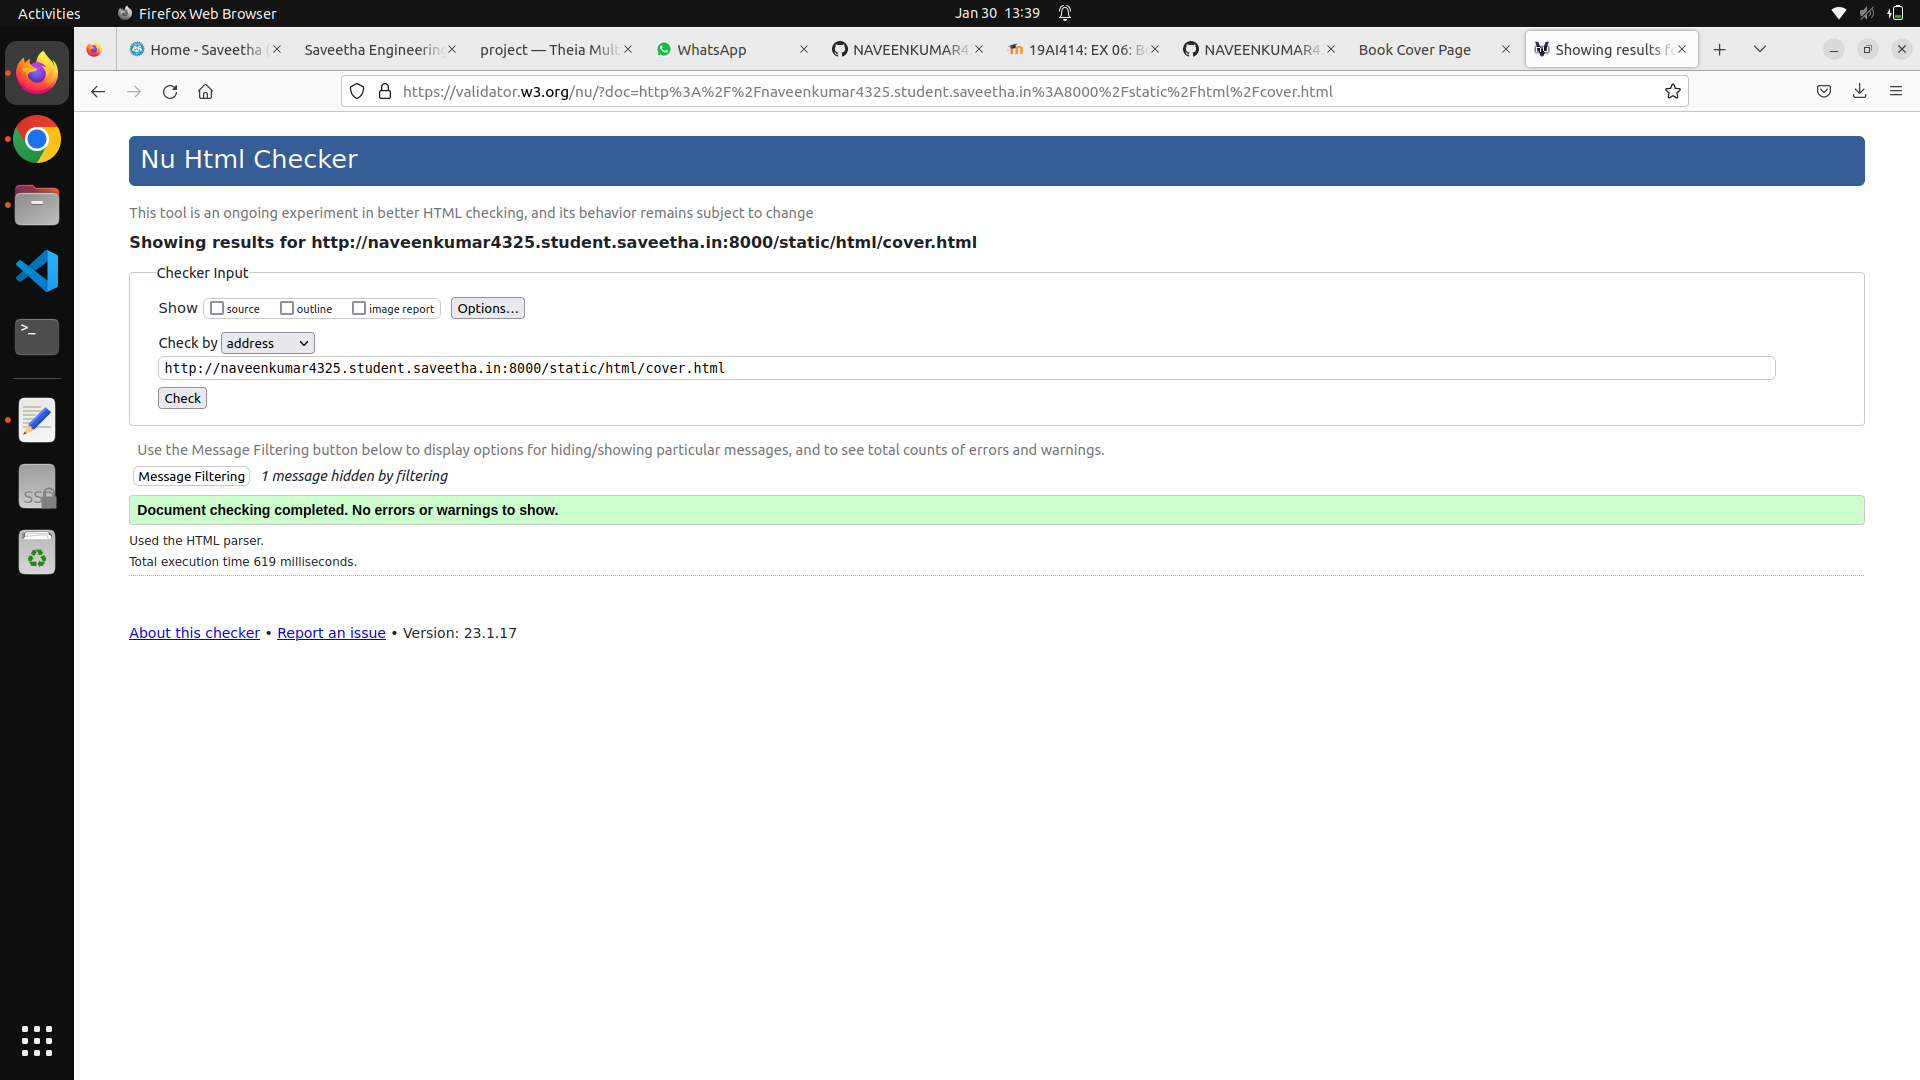 Activities
Firefox Web Browser
Jan 30 13:39
Home - Saveetha (
Saveetha Engineering
project — Theia Mult
WhatsApp
NAVEENKUMAR4
19AI414: EX 06: B
NAVEENKUMAR4
Book Cover Page
Showing results f
https://validator.w3.org/nu/?doc=http%3A%2F%2Fnaveenkumar4325.student.saveetha.in%3A8000%2Fstatic%2Fhtml%2Fcover.html
Nu Html Checker
This tool is an ongoing experiment in better HTML checking, and its behavior remains subject to change
Showing results for http://naveenkumar4325.student.saveetha.in:8000/static/html/cover.html
Checker Input
Show source outline image report Options...
Check by address
http://naveenkumar4325.student.saveetha.in:8000/static/html/cover.html
Check
Use the Message Filtering button below to display options for hiding/showing particular messages, and to see total counts of errors and warnings.
Message Filtering 1 message hidden by filtering
Document checking completed. No errors or warnings to show.
Used the HTML parser.
Total execution time 619 milliseconds.
About this checker • Report an issue • Version: 23.1.17